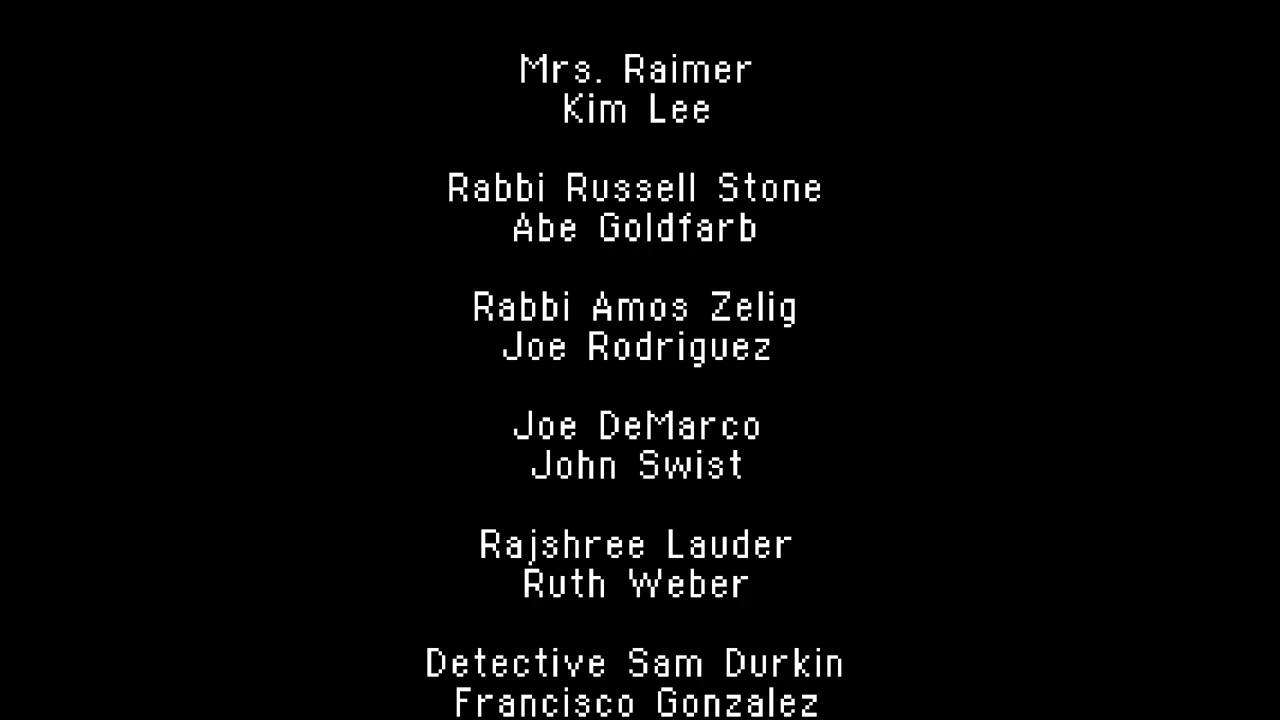 Mrs. Raimer
Kim Lee
Rabbi Russell Stone
Abe Goldfarb
Rabbi Amos Zelig
Joe Rodriguez
Joe DeMarco
John Swist
Rajshree Lauder
Ruth Weber
Detective Sam Durkin
Francisco Gonzalez